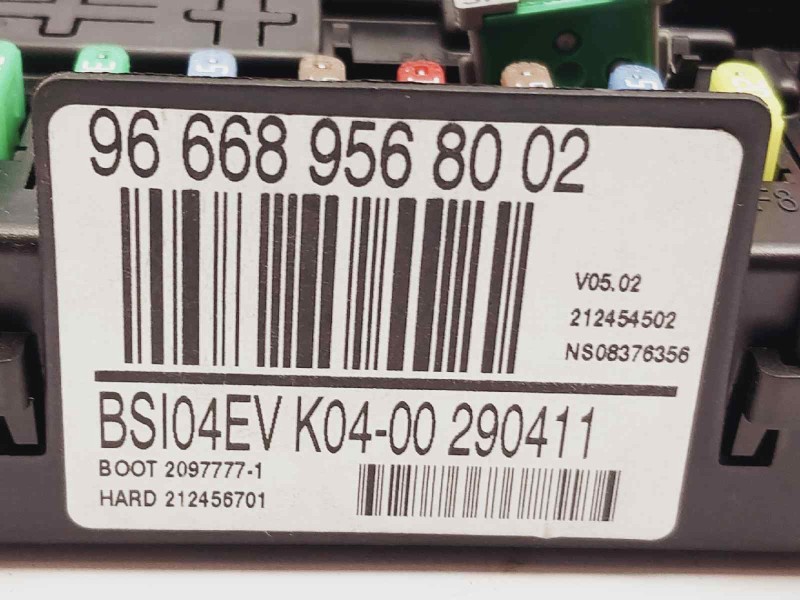 96 668 956 80 02
V05.02
212454502
NS08376356
BSI04EV K04-00 290411
BOOT 2097777-1
HARD 212456701